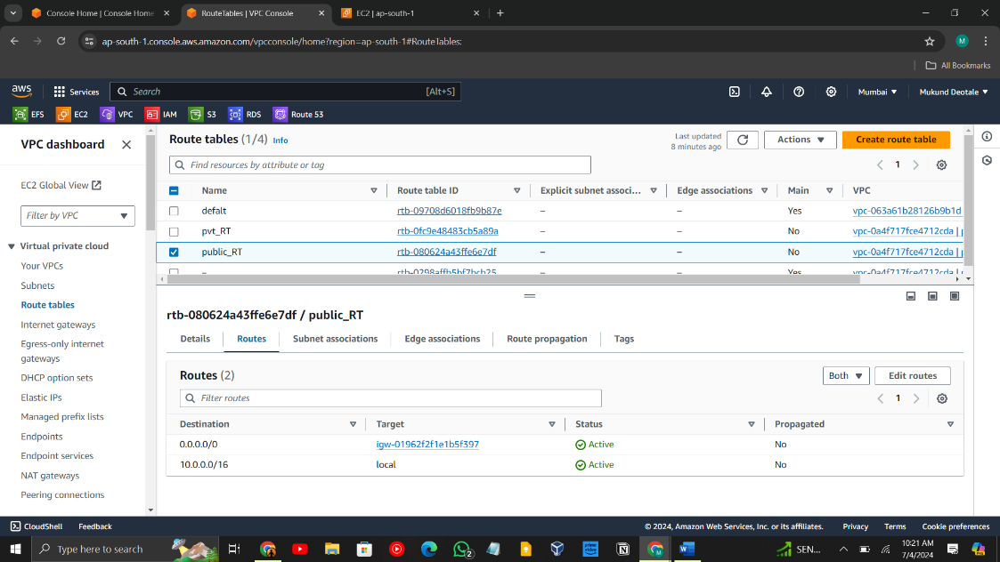 Console Home | Console Home
RouteTables | VPC Console
EC2 | ap-south-1
ap-south-1.console.aws.amazon.com/vpcconsole/home?region=ap-south-1#RouteTables:
M
All Bookmarks
aws
Services
Search
[Alt+S]
Mumbai
Mukund Deotale
EFS
EC2
VPC
IAM
S3
RDS
Route 53
VPC dashboard
EC2 Global View
Filter by VPC
Virtual private cloud
Your VPCs
Subnets
Route tables
Internet gateways
Egress-only internet
gateways
DHCP option sets
Elastic IPs
Managed prefix lists
Endpoints
Endpoint services
NAT gateways
Peering connections
Route tables (1/4) Info
Last updated
8 minutes ago
Actions
Create route table
Find resources by attribute or tag
1
Name Route table ID Explicit subnet associ... Edge associations Main VPC
defalt rtb-09708d6018fb9b87e – – Yes vpc-063a61b28126b9b1d
pvt_RT rtb-0fc9e48483cb5a89a – – No vpc-0a4f717fce4712cda | p
public_RT rtb-080624a43ffe6e7df – – No vpc-0a4f717fce4712cda | p
– rtb-0298affb5bf7bcb25 – – Yes vpc-0a4f717fce4712cda | p
rtb-080624a43ffe6e7df / public_RT
Details Routes Subnet associations Edge associations Route propagation Tags
Routes (2)
Both
Edit routes
Filter routes
1
Destination Target Status Propagated
0.0.0.0/0 igw-01962f2f1e1b5f397 Active No
10.0.0.0/16 local Active No
CloudShell
Feedback
© 2024, Amazon Web Services, Inc. or its affiliates.
Privacy
Terms
Cookie preferences
Type here to search
2
prime video
M
SEN...
10:21 AM
7/4/2024